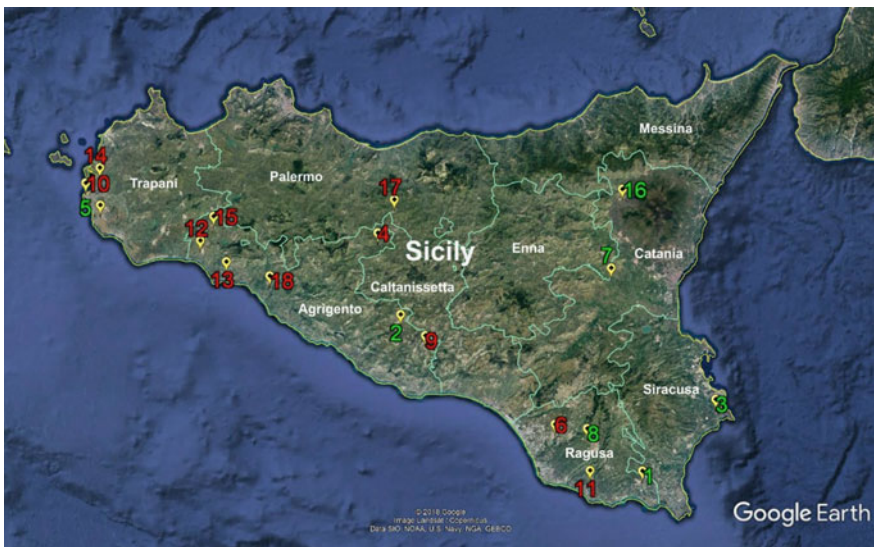 Messina
14
Trapani
Palermo
10
17
16
5
15
12
4
Sicily
Enna
7
Catania
13
18
Caltanissetta
Agrigento
2
9
Siracusa
3
6
8
Ragusa
11
1
© 2018 Google
Image Landsat / Copernicus
Data SIO, NOAA, U.S. Navy, NGA, GEBCO
Google Earth